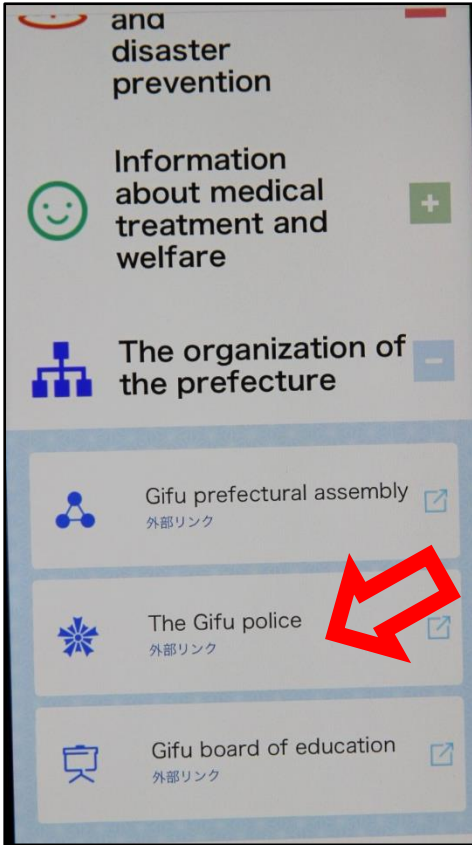 and
disaster
prevention
Information
about medical
treatment and
welfare
The organization of
the prefecture
Gifu prefectural assembly
外部リンク
The Gifu police
外部リンク
Gifu board of education
外部リンク